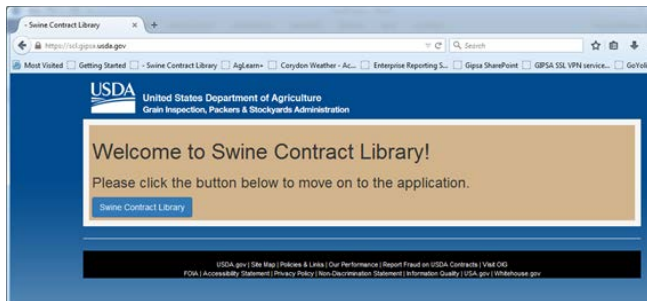 - Swine Contract Library
https://scl.gipsa.usda.gov
Search
Most Visited Getting Started - Swine Contract Library AgLearn+ Corydon Weather - Ac... Enterprise Reporting S... Gipsa SharePoint GIPSA SSL VPN service... GoYoli
USDA
United States Department of Agriculture
Grain Inspection, Packers & Stockyards Administration
Welcome to Swine Contract Library!
Please click the button below to move on to the application.
Swine Contract Library
USDA.gov | Site Map | Policies & Links | Our Performance | Report Fraud on USDA Contracts | Visit OIG
FOIA | Accessibility Statement | Privacy Policy | Non-Discrimination Statement | Information Quality | USA.gov | Whitehouse.gov